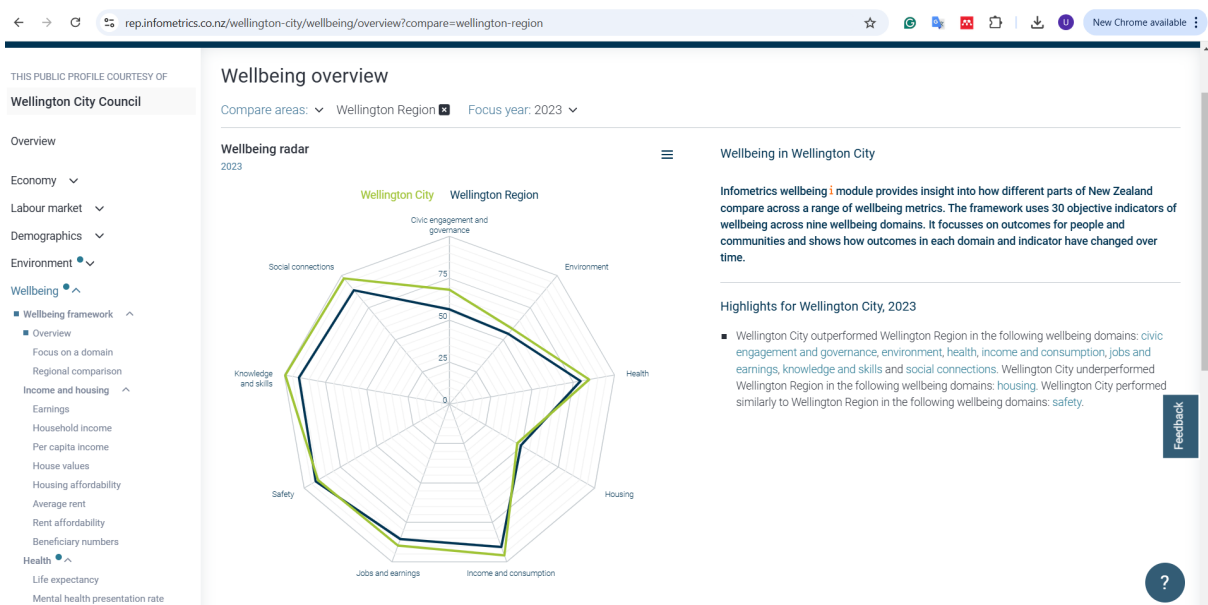 rep.infometrics.co.nz/wellington-city/wellbeing/overview?compare=wellington-region
New Chrome available
THIS PUBLIC PROFILE COURTESY OF
Wellington City Council
Overview
Economy
Labour market
Demographics
Environment
Wellbeing
Wellbeing framework
Overview
Focus on a domain
Regional comparison
Income and housing
Earnings
Household income
Per capita income
House values
Housing affordability
Average rent
Rent affordability
Beneficiary numbers
Health
Life expectancy
Mental health presentation rate
Wellbeing overview
Compare areas: Wellington Region Focus year: 2023
Wellbeing radar
2023
Wellington City Wellington Region
Civic engagement and
governance
Social connections
Environment
75
50
25
0
Knowledge
and skills
Health
Safety
Housing
Jobs and earnings
Income and consumption
Wellbeing in Wellington City
Infometrics wellbeing i module provides insight into how different parts of New Zealand
compare across a range of wellbeing metrics. The framework uses 30 objective indicators of
wellbeing across nine wellbeing domains. It focusses on outcomes for people and
communities and shows how outcomes in each domain and indicator have changed over
time.
Highlights for Wellington City, 2023
Wellington City outperformed Wellington Region in the following wellbeing domains: civic
engagement and governance, environment, health, income and consumption, jobs and
earnings, knowledge and skills and social connections. Wellington City underperformed
Wellington Region in the following wellbeing domains: housing. Wellington City performed
similarly to Wellington Region in the following wellbeing domains: safety.
Feedback
?